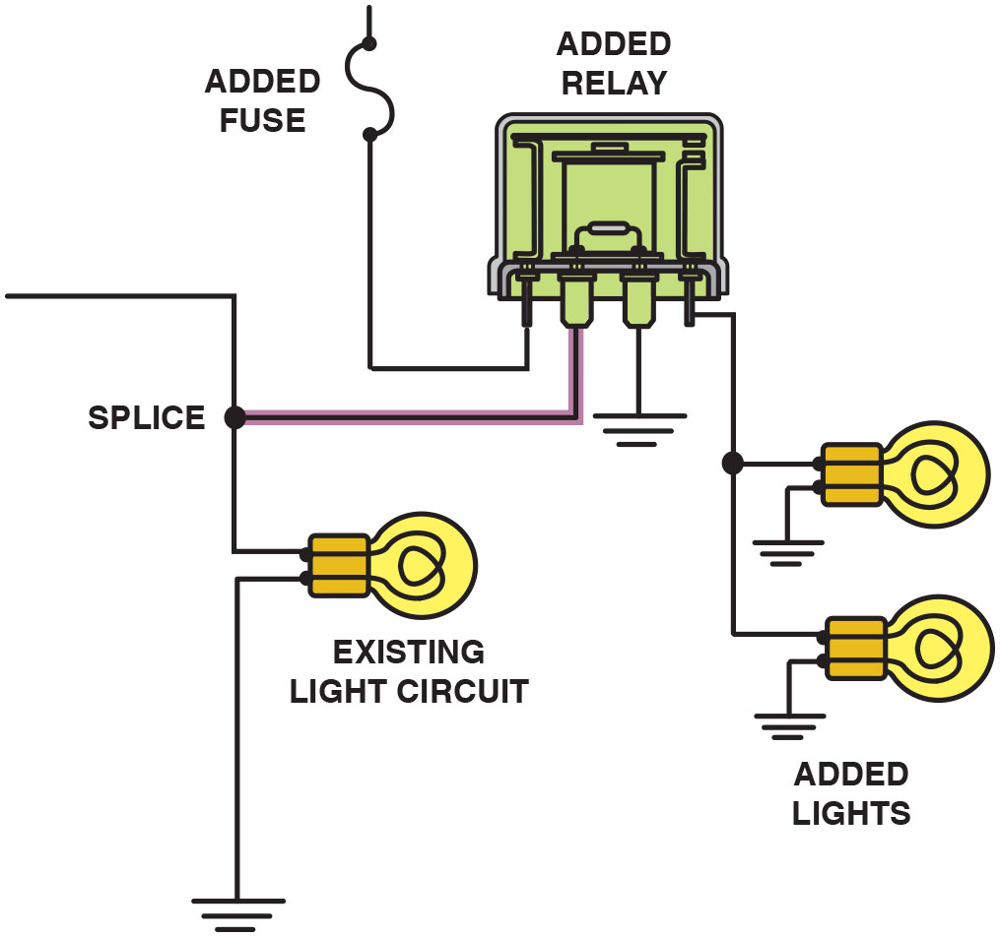 ADDED
FUSE
ADDED
RELAY
SPLICE
EXISTING
LIGHT CIRCUIT
ADDED
LIGHTS